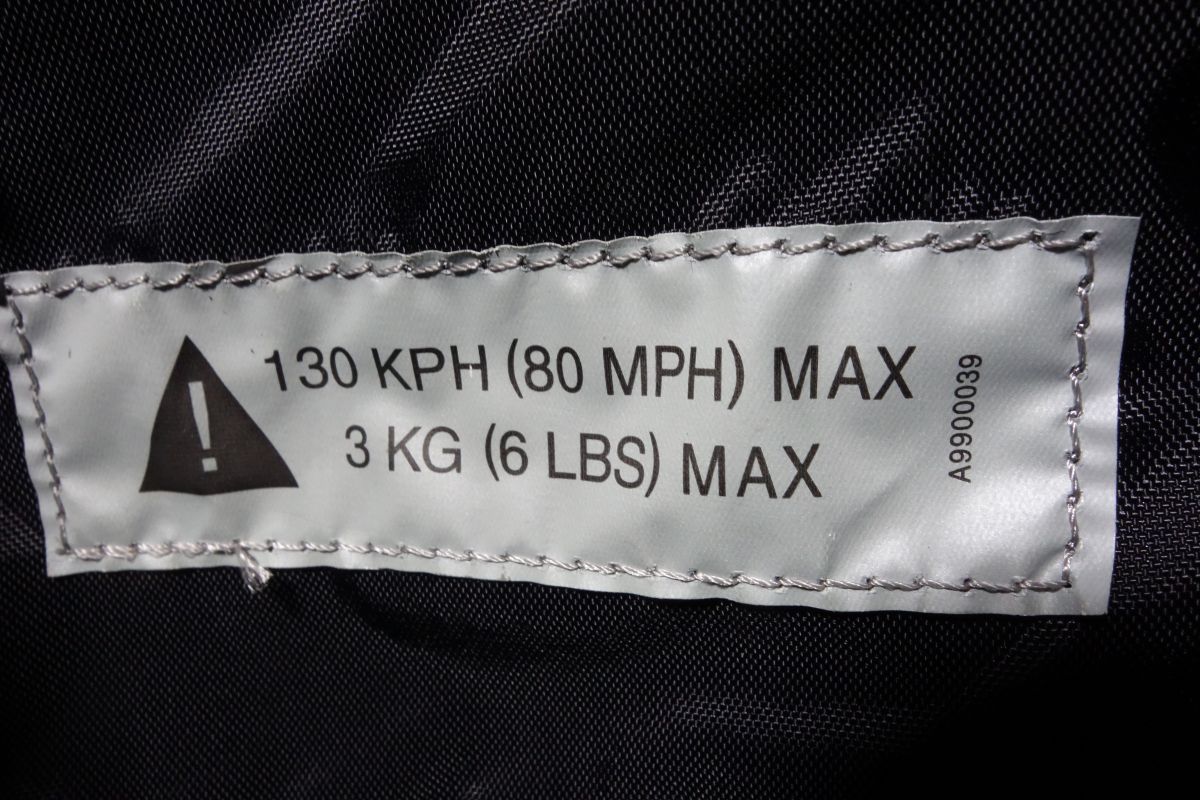 130 KPH (80 MPH) MAX
3 KG (6 LBS) MAX
A9900039